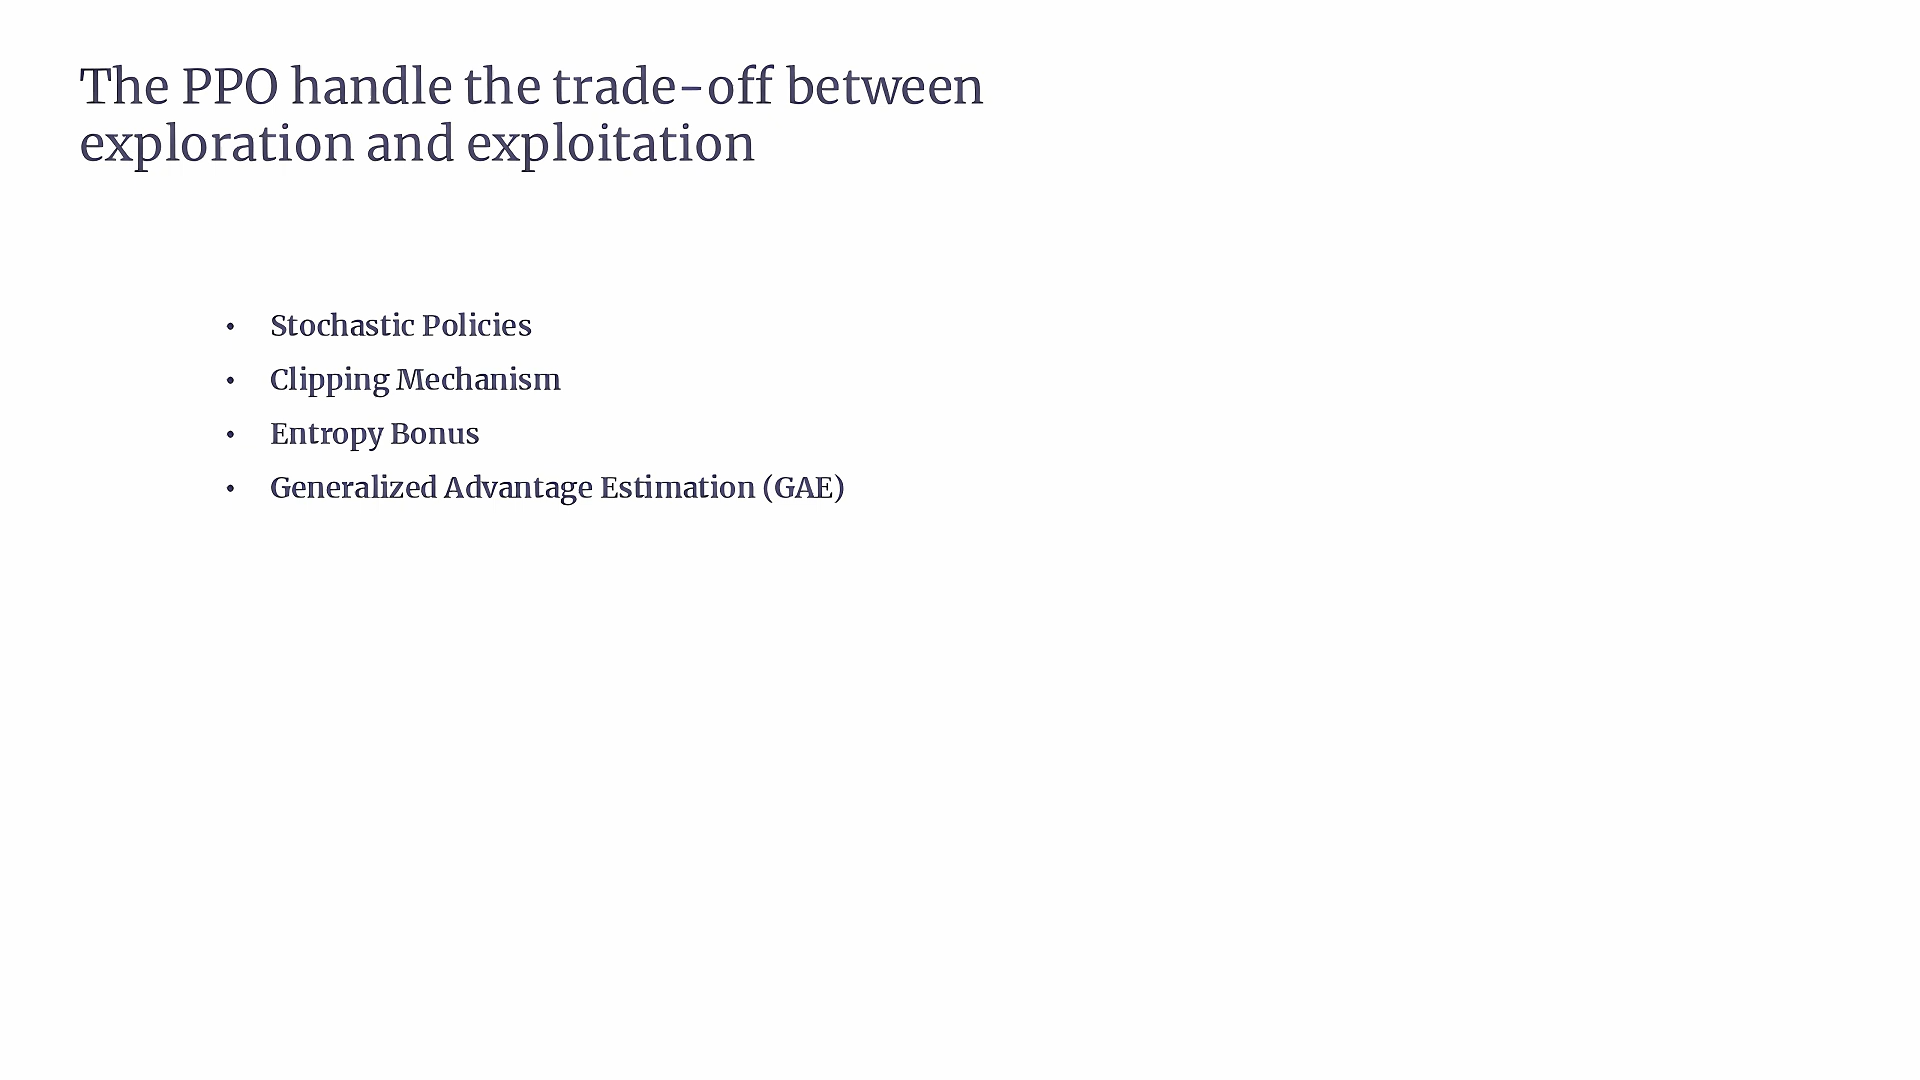 The PPO handle the trade-off between
exploration and exploitation
• Stochastic Policies
• Clipping Mechanism
• Entropy Bonus
• Generalized Advantage Estimation (GAE)